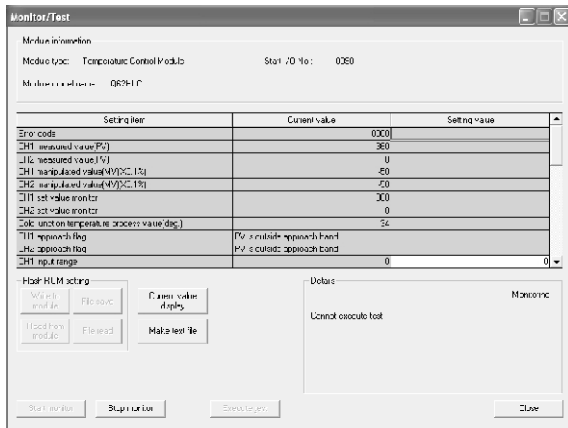 Monitor/Test
Module information
Module type: Temperature Control Module Start I/O No.: 0090
Module model name
Setting item Current value Setting value
Error code 0000
CH1 measured value(PV) 360
CH2 measured value(PV) 0
CH1 manipulated value(MV)(X0.1%) -50
CH2 manipulated value(MV)(X0.1%) -50
CH1 set value monitor
CH2 set value monitor 0
Cold junction temperature process value(deg.) 34
CH1 approach flag PV is outside approach band
CH2 approach flag PV is outside approach band
CH1 input range 0 0
Flash ROM setting
Write to module File save Current value display
Read from module File read Make text file
Details
Monitoring
Cannot execute test
Start monitor Stop monitor Execute test Close